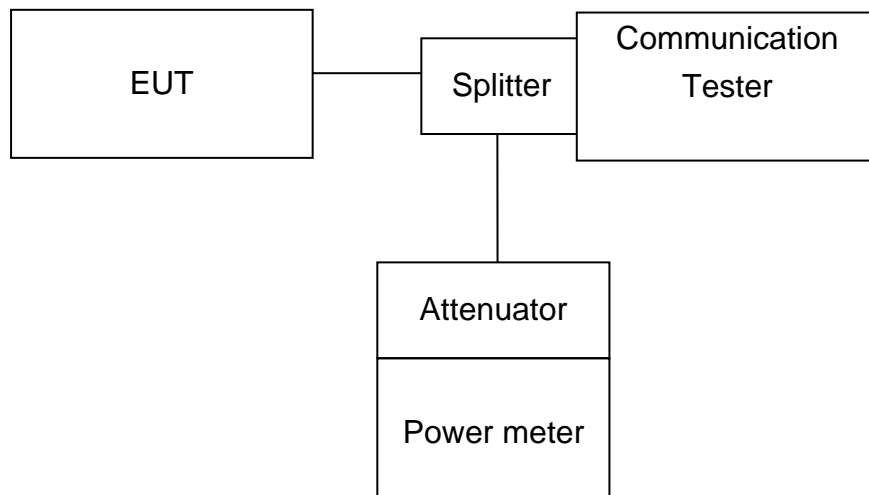 EUT
Splitter
Communication
Tester
Attenuator
Power meter